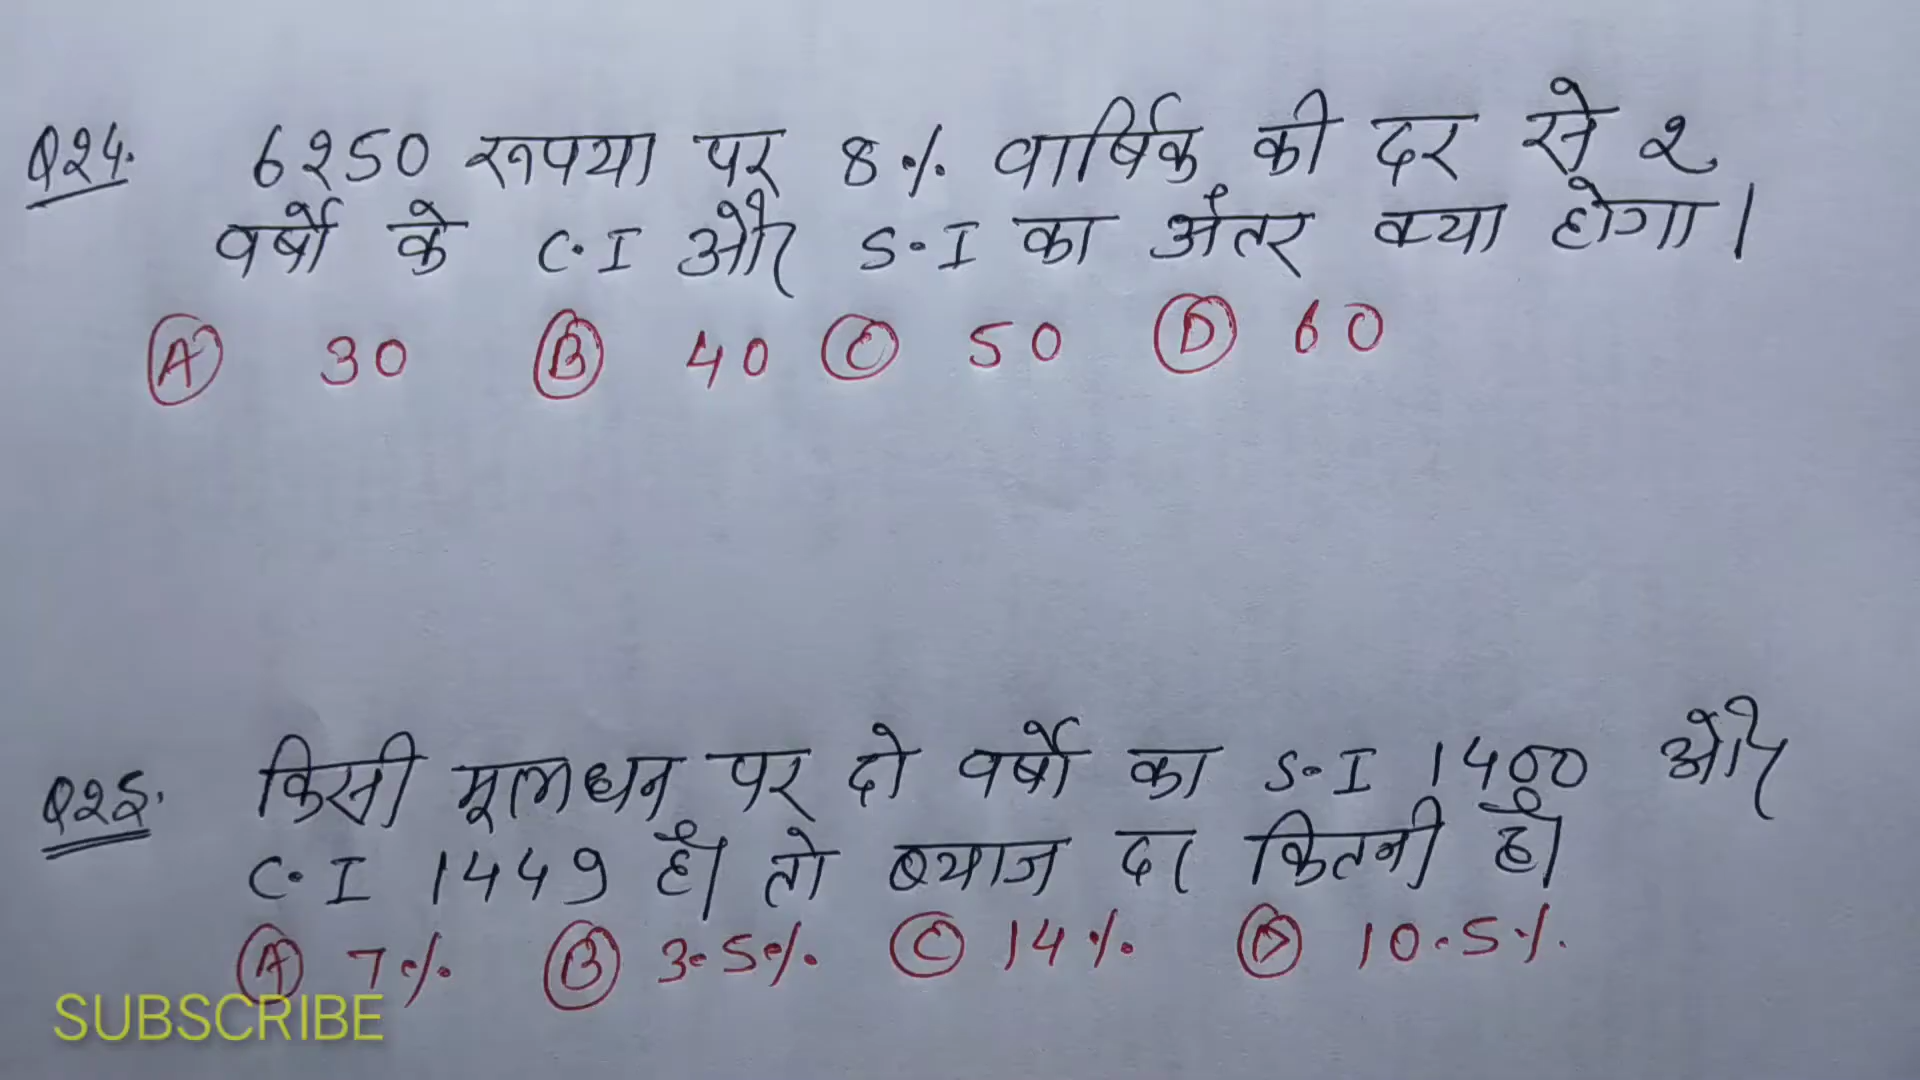 Q24. 6250 रूपया पर 8% वार्षिक की दर से 2
वर्षो के C.I और S.I का अंतर क्या होगा।
(A) 30 (B) 40 (C) 50 (D) 60
Q25. किसी मूलधन पर दो वर्षो का S.I 1400 और
C.I 1449 है। तो ब्याज दर कितनी है।
(A) 7% (B) 3.5% (C) 14% (D) 10.5%
SUBSCRIBE